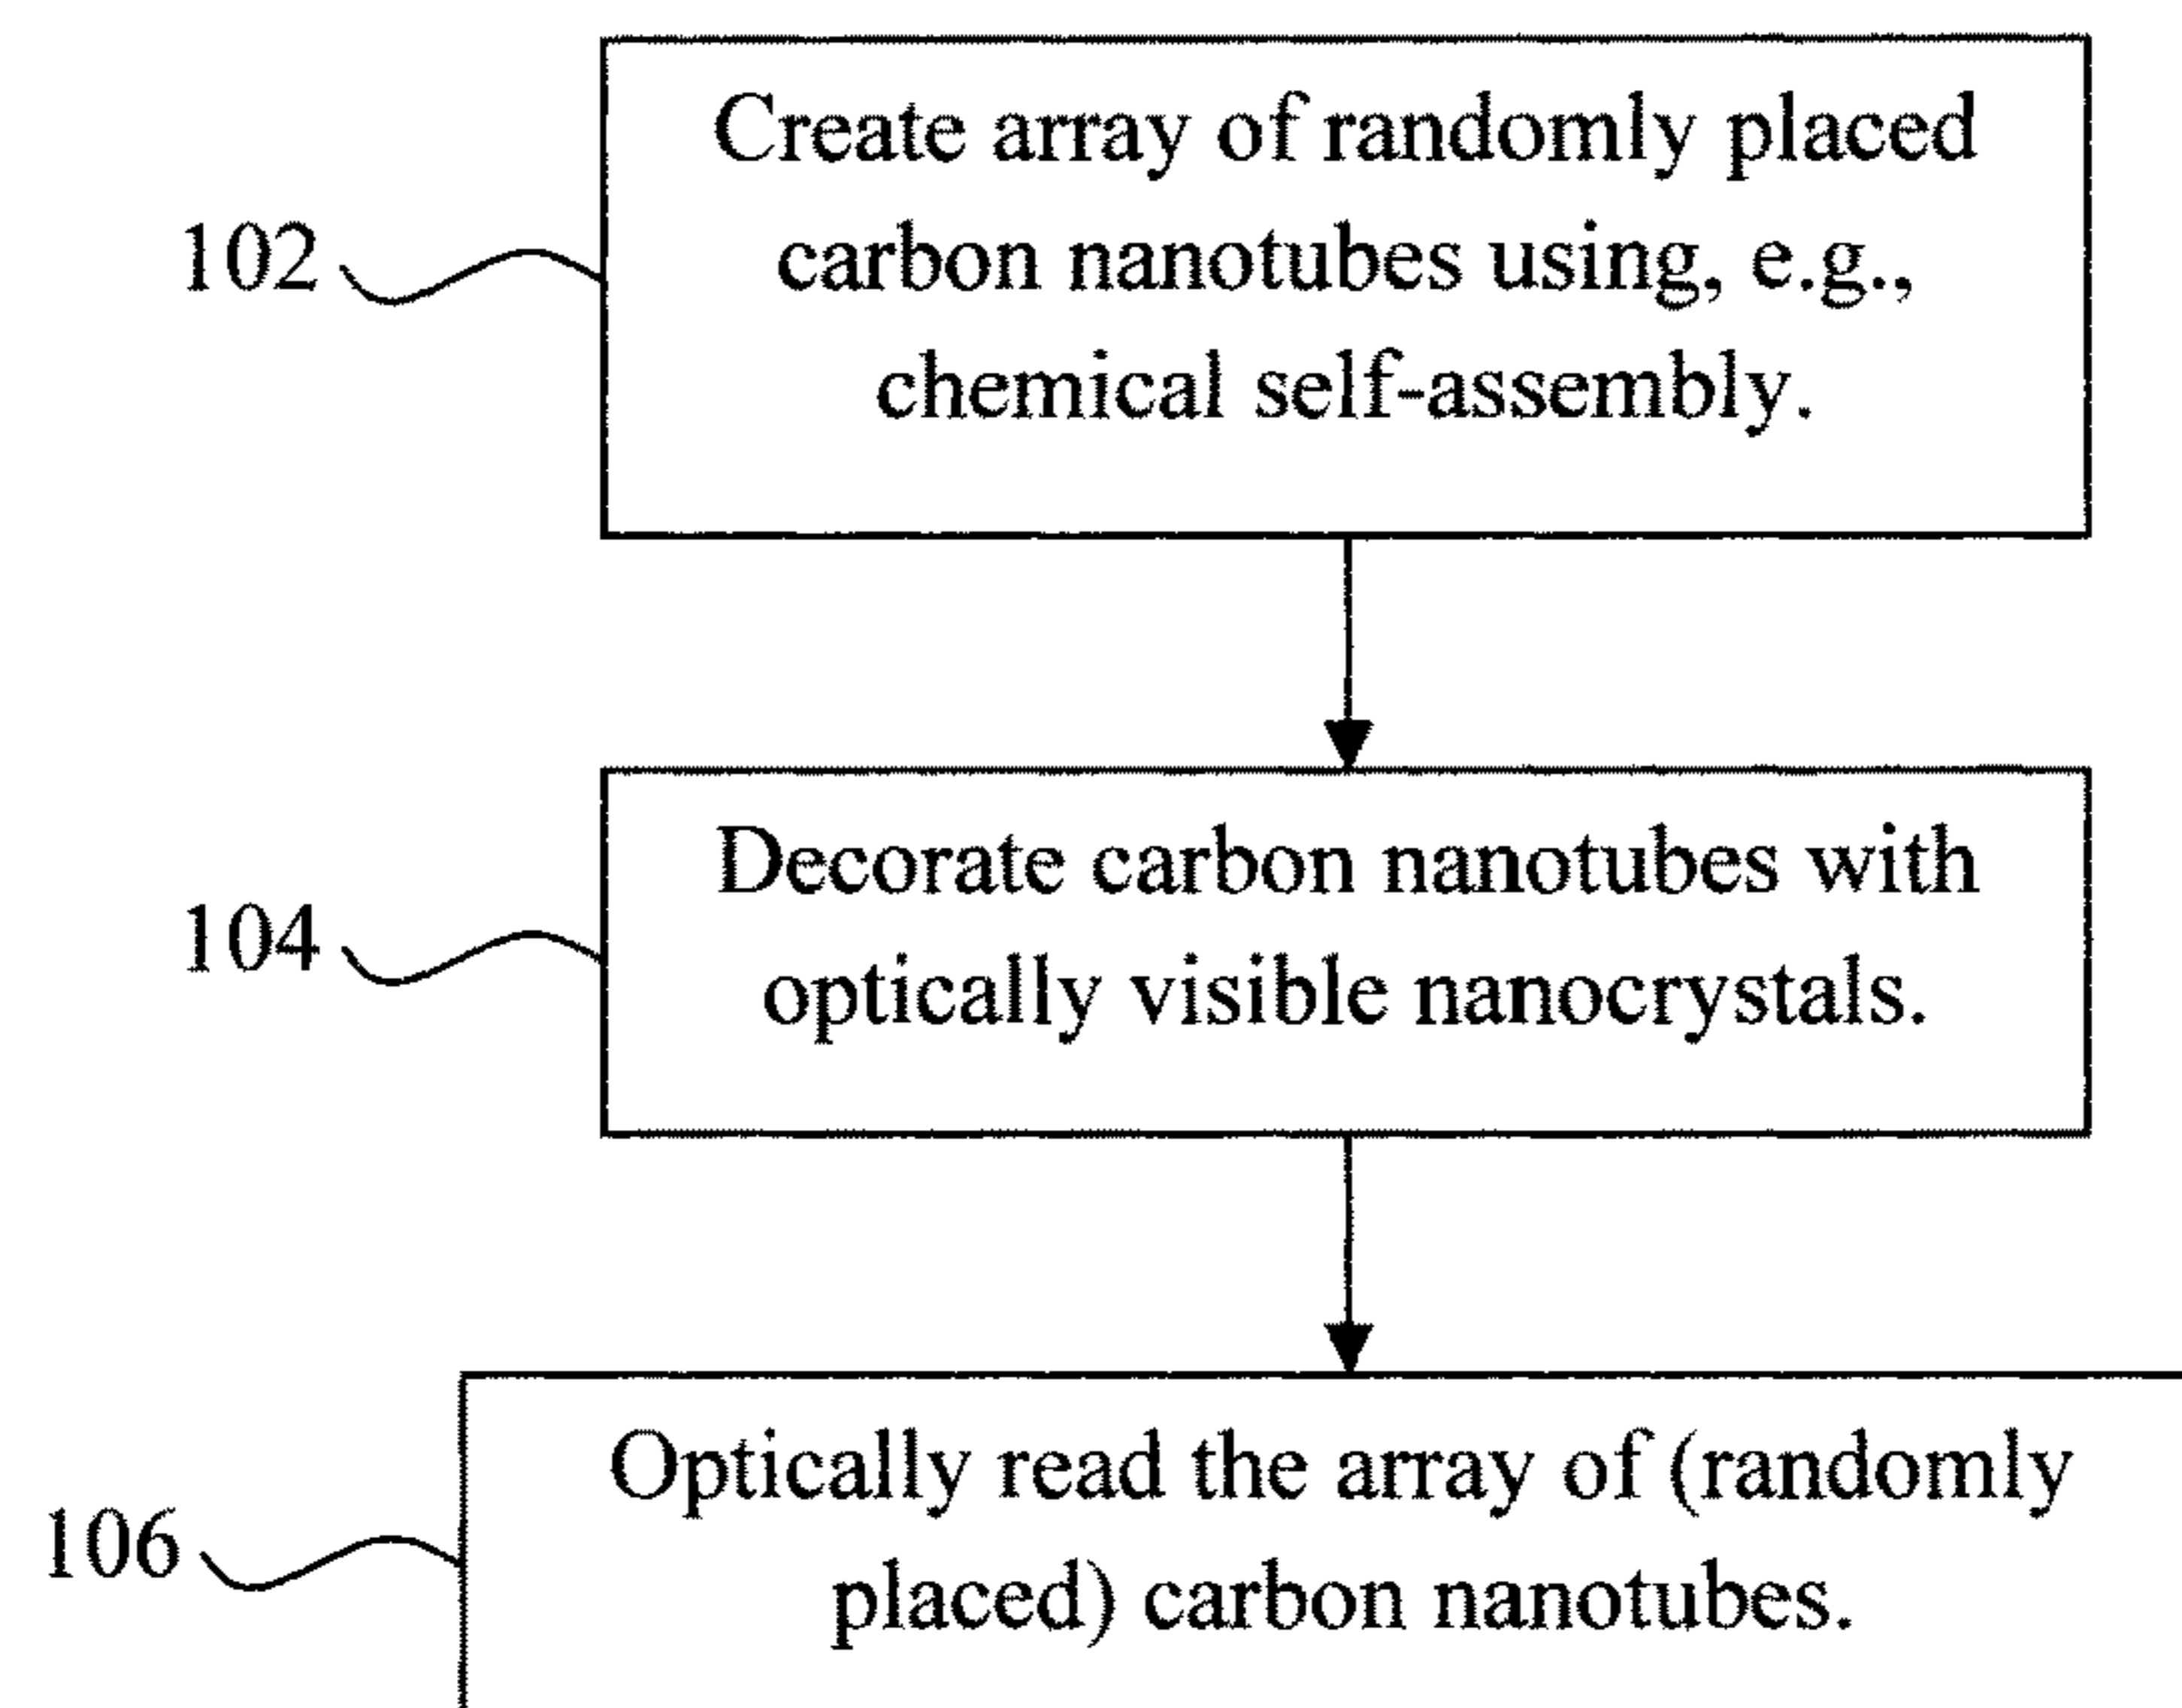 102
Create array of randomly placed
carbon nanotubes using, e.g.,
chemical self-assembly.
104
Decorate carbon nanotubes with
optically visible nanocrystals.
106
Optically read the array of (randomly
placed) carbon nanotubes.